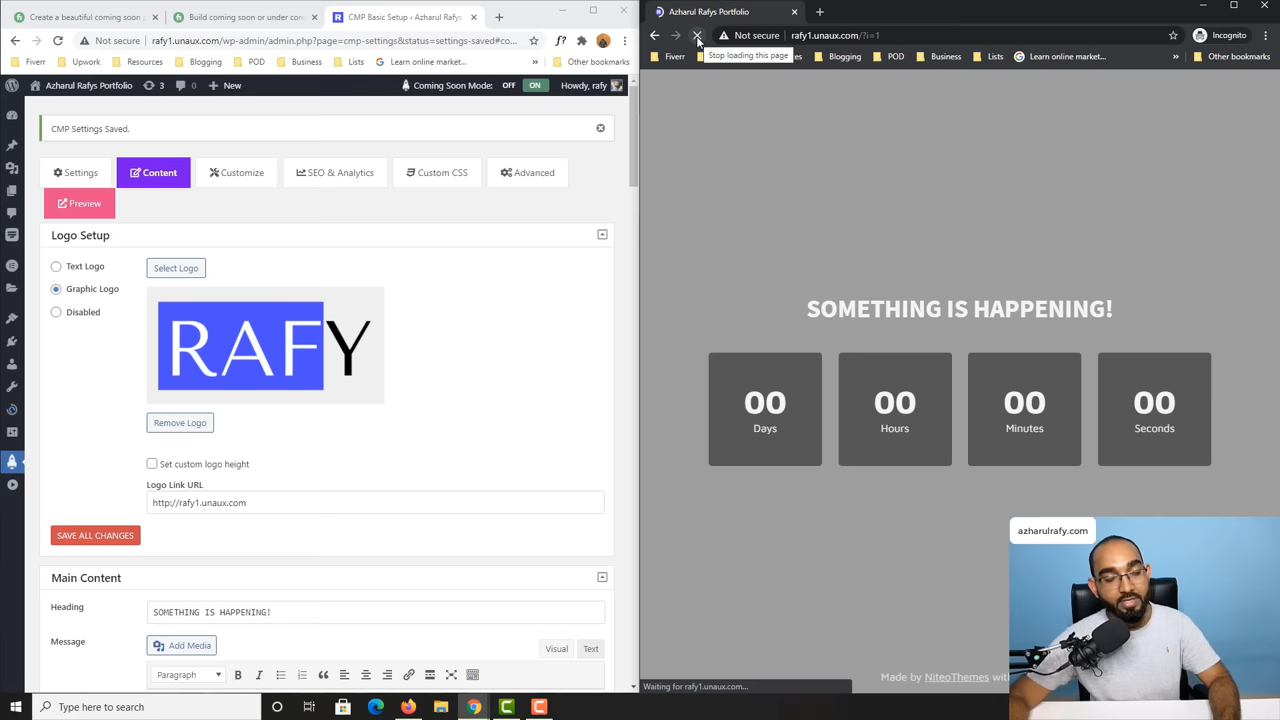 Create a beautiful coming soon
Build coming soon or under con
CMP Basic Setup ‹ Azharul Rafys
Not secure
rafy1.unaux.com/wp-admin/admin.php?page=cmp-settings&status=settings-saved#co...
Fiverr
Upwork
Resources
Blogging
POD
Business
Lists
Learn online market...
Other bookmarks
Azharul Rafys Portfolio
3
0
New
Coming Soon Mode:
OFF
ON
Howdy, rafy
CMP Settings Saved.
Settings
Content
Customize
SEO & Analytics
Custom CSS
Advanced
Preview
Logo Setup
Text Logo
Select Logo
Graphic Logo
Disabled
RAFY
Remove Logo
Set custom logo height
Logo Link URL
http://rafy1.unaux.com
SAVE ALL CHANGES
Main Content
Heading
SOMETHING IS HAPPENING!
Message
Add Media
Visual
Text
Paragraph
B
I
Type here to search
Azharul Rafys Portfolio
Not secure
rafy1.unaux.com/?i=1
Incognito
Stop loading this page
Fiverr
Blogging
POD
Business
Lists
Learn online market...
Other bookmarks
SOMETHING IS HAPPENING!
00
Days
00
Hours
00
Minutes
00
Seconds
azharulrafy.com
Made by NiteoThemes
Waiting for rafy1.unaux.com...